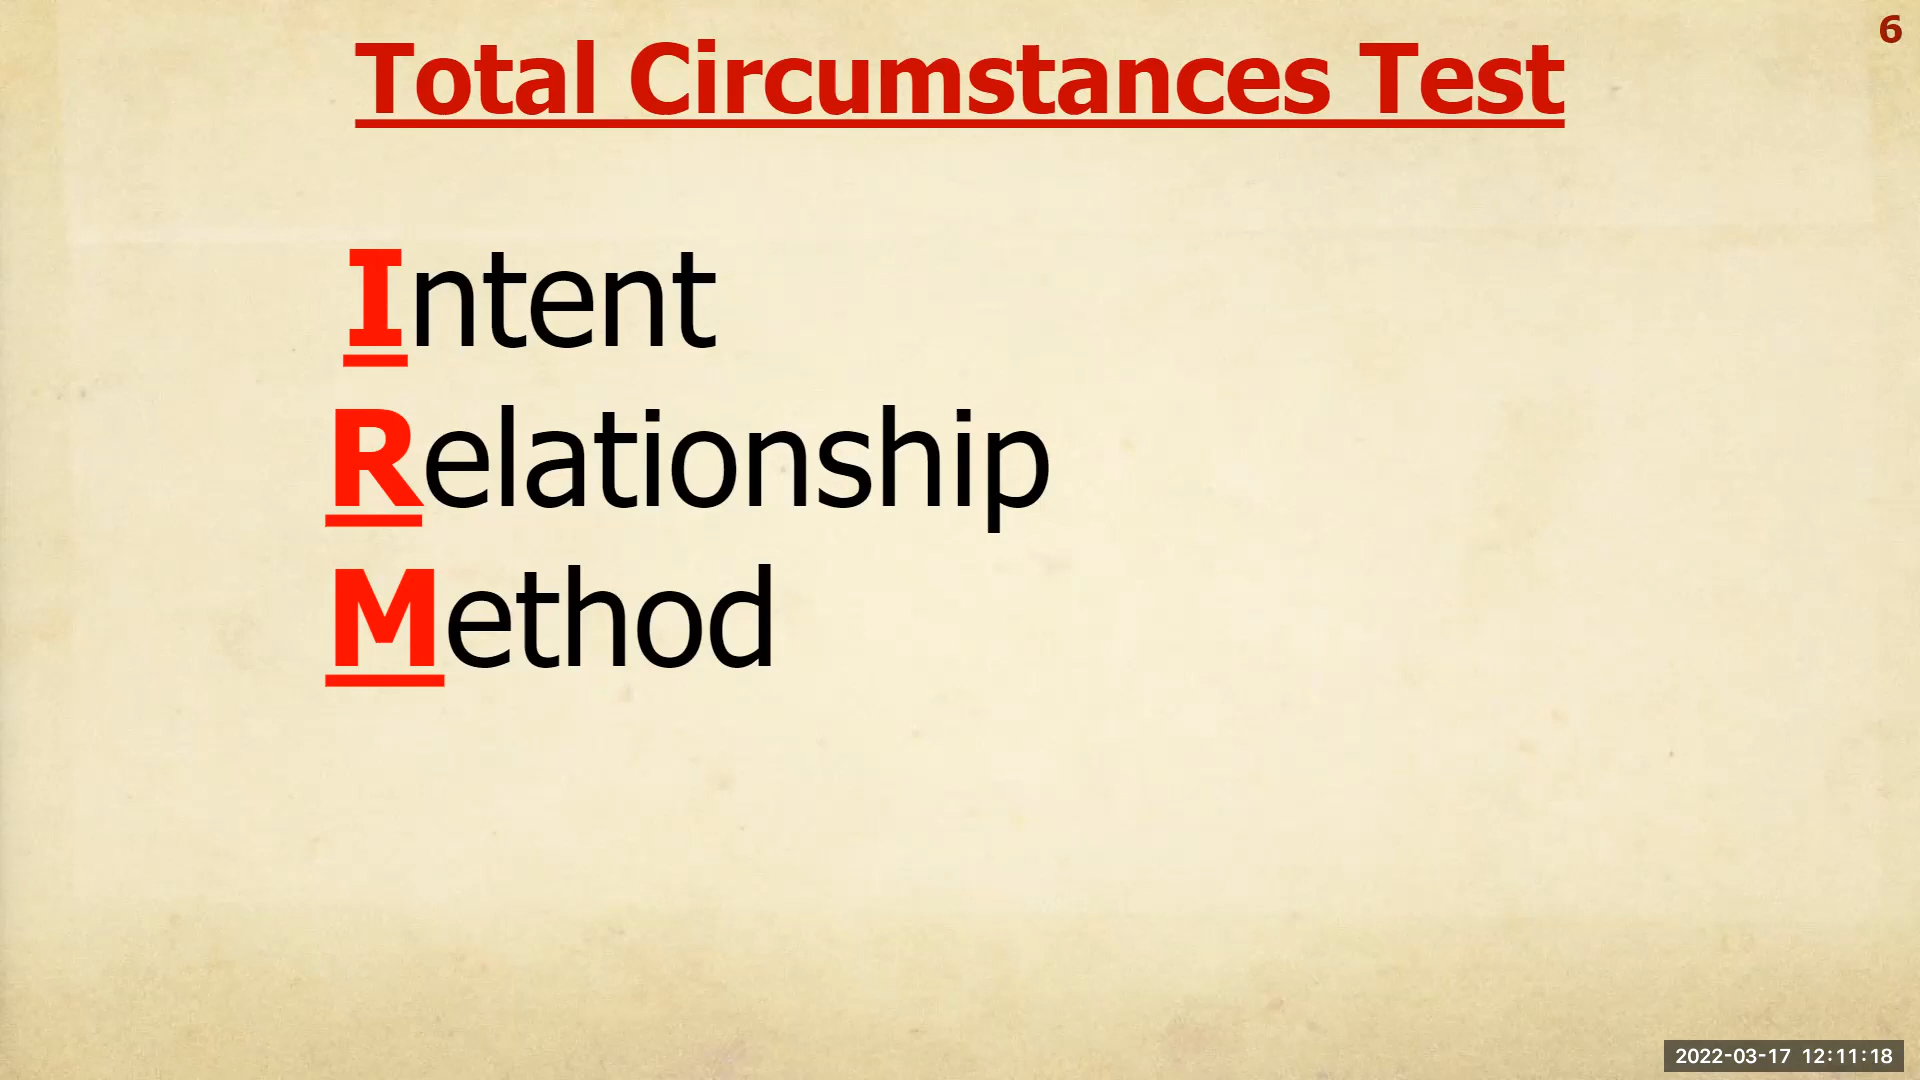 6
Total Circumstances Test
Intent
Relationship
Method
2022-03-17 12:11:18